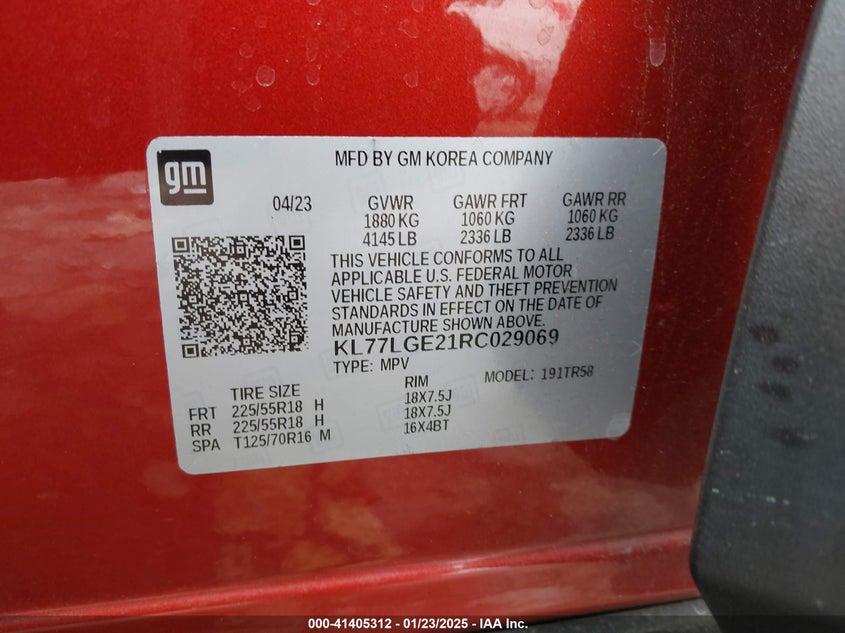 gm
MFD BY GM KOREA COMPANY
04/23 GVWR GAWR FRT GAWR RR
1880 KG 1060 KG 1060 KG
4145 LB 2336 LB 2336 LB
THIS VEHICLE CONFORMS TO ALL
APPLICABLE U.S. FEDERAL MOTOR
VEHICLE SAFETY AND THEFT PREVENTION
STANDARDS IN EFFECT ON THE DATE OF
MANUFACTURE SHOWN ABOVE.
KL77LGE21RC029069
TYPE: MPV MODEL: 191TR58
TIRE SIZE RIM
FRT 225/55R18 H 18X7.5J
RR 225/55R18 H 18X7.5J
SPA T125/70R16 M 16X4BT
000-41405312 - 01/23/2025 - IAA Inc.